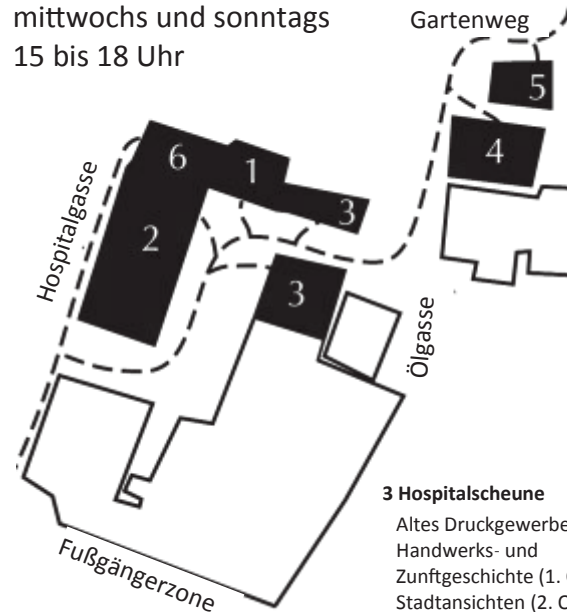 mittwochs und sonntags
15 bis 18 Uhr
Gartenweg
5
4
6
1
3
2
3
Hospitalgasse
Ölgasse
Fußgängerzone
3 Hospitalscheune
Altes Druckgewerbe
Handwerks- und
Zunftgeschichte (1.
Stadtansichten (2.